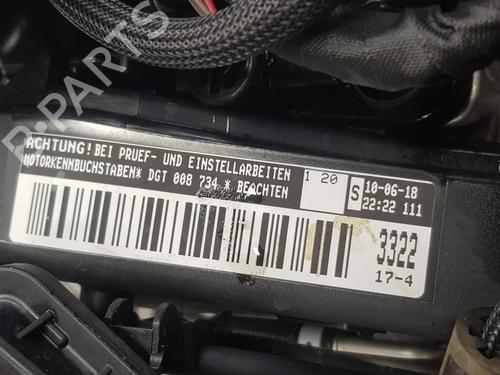 B-PARTS
ACHTUNG! BEI PRUEF- UND EINSTELLARBEITEN
MOTORKENNBUCHSTABEN* DGT 008 734 * BEACHTEN
1 20
S
10-06-18
22:22 111
3322
17-4